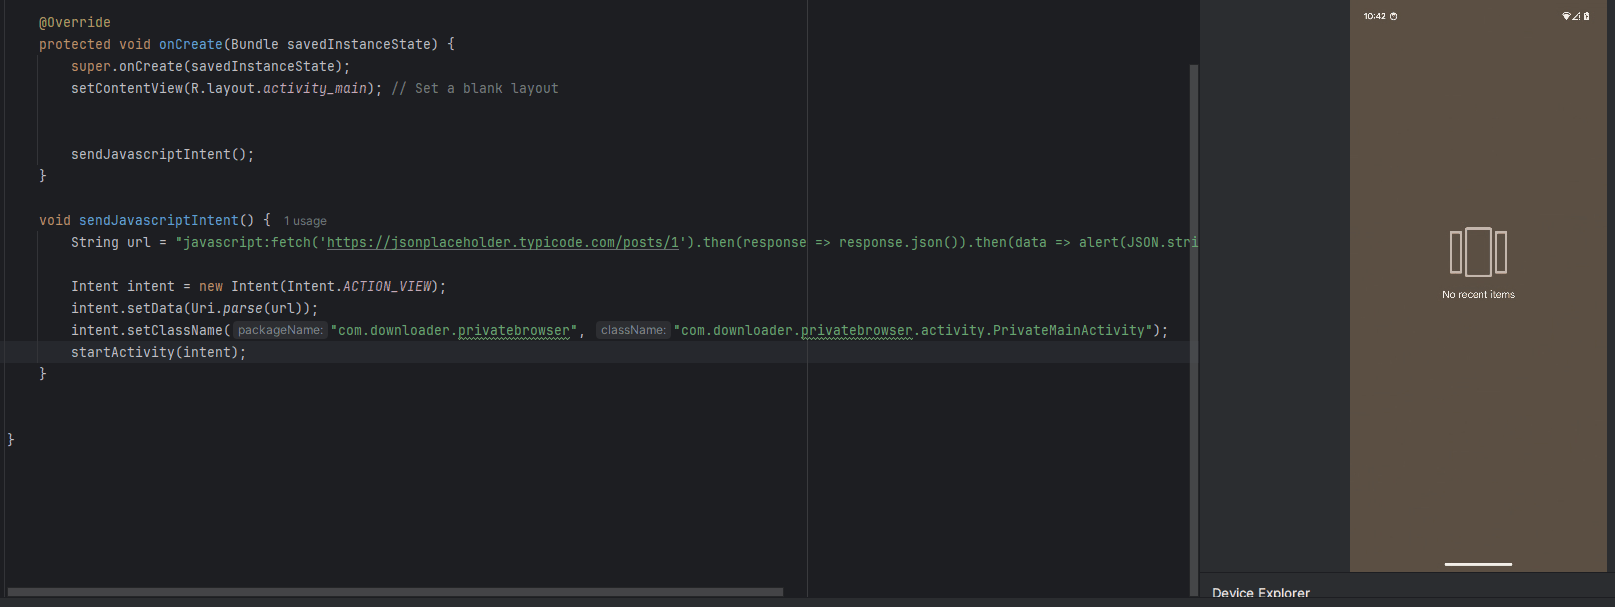 @Override
protected void onCreate(Bundle savedInstanceState) {
super.onCreate(savedInstanceState);
setContentView(R.layout.activity_main); // Set a blank layout
sendJavascriptIntent();
}
void sendJavascriptIntent() { 1 usage
String url = "javascript:fetch('https://jsonplaceholder.typicode.com/posts/1').then(response => response.json()).then(data => alert(JSON.stri
Intent intent = new Intent(Intent.ACTION_VIEW);
intent.setData(Uri.parse(url));
intent.setClassName( packageName: "com.downloader.privatebrowser", className: "com.downloader.privatebrowser.activity.PrivateMainActivity");
startActivity(intent);
}
}
10:42
No recent items
Device Explorer